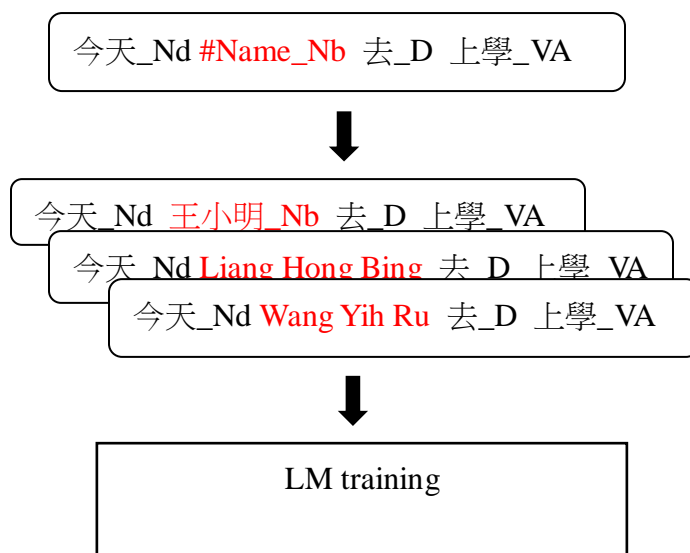 今天_Nd #Name_Nb 去_D 上學_VA
今天_Nd 王小明_Nb 去_D 上學_VA
今天_Nd Liang Hong Bing 去_D 上學_VA
今天_Nd Wang Yih Ru 去_D 上學_VA
LM training